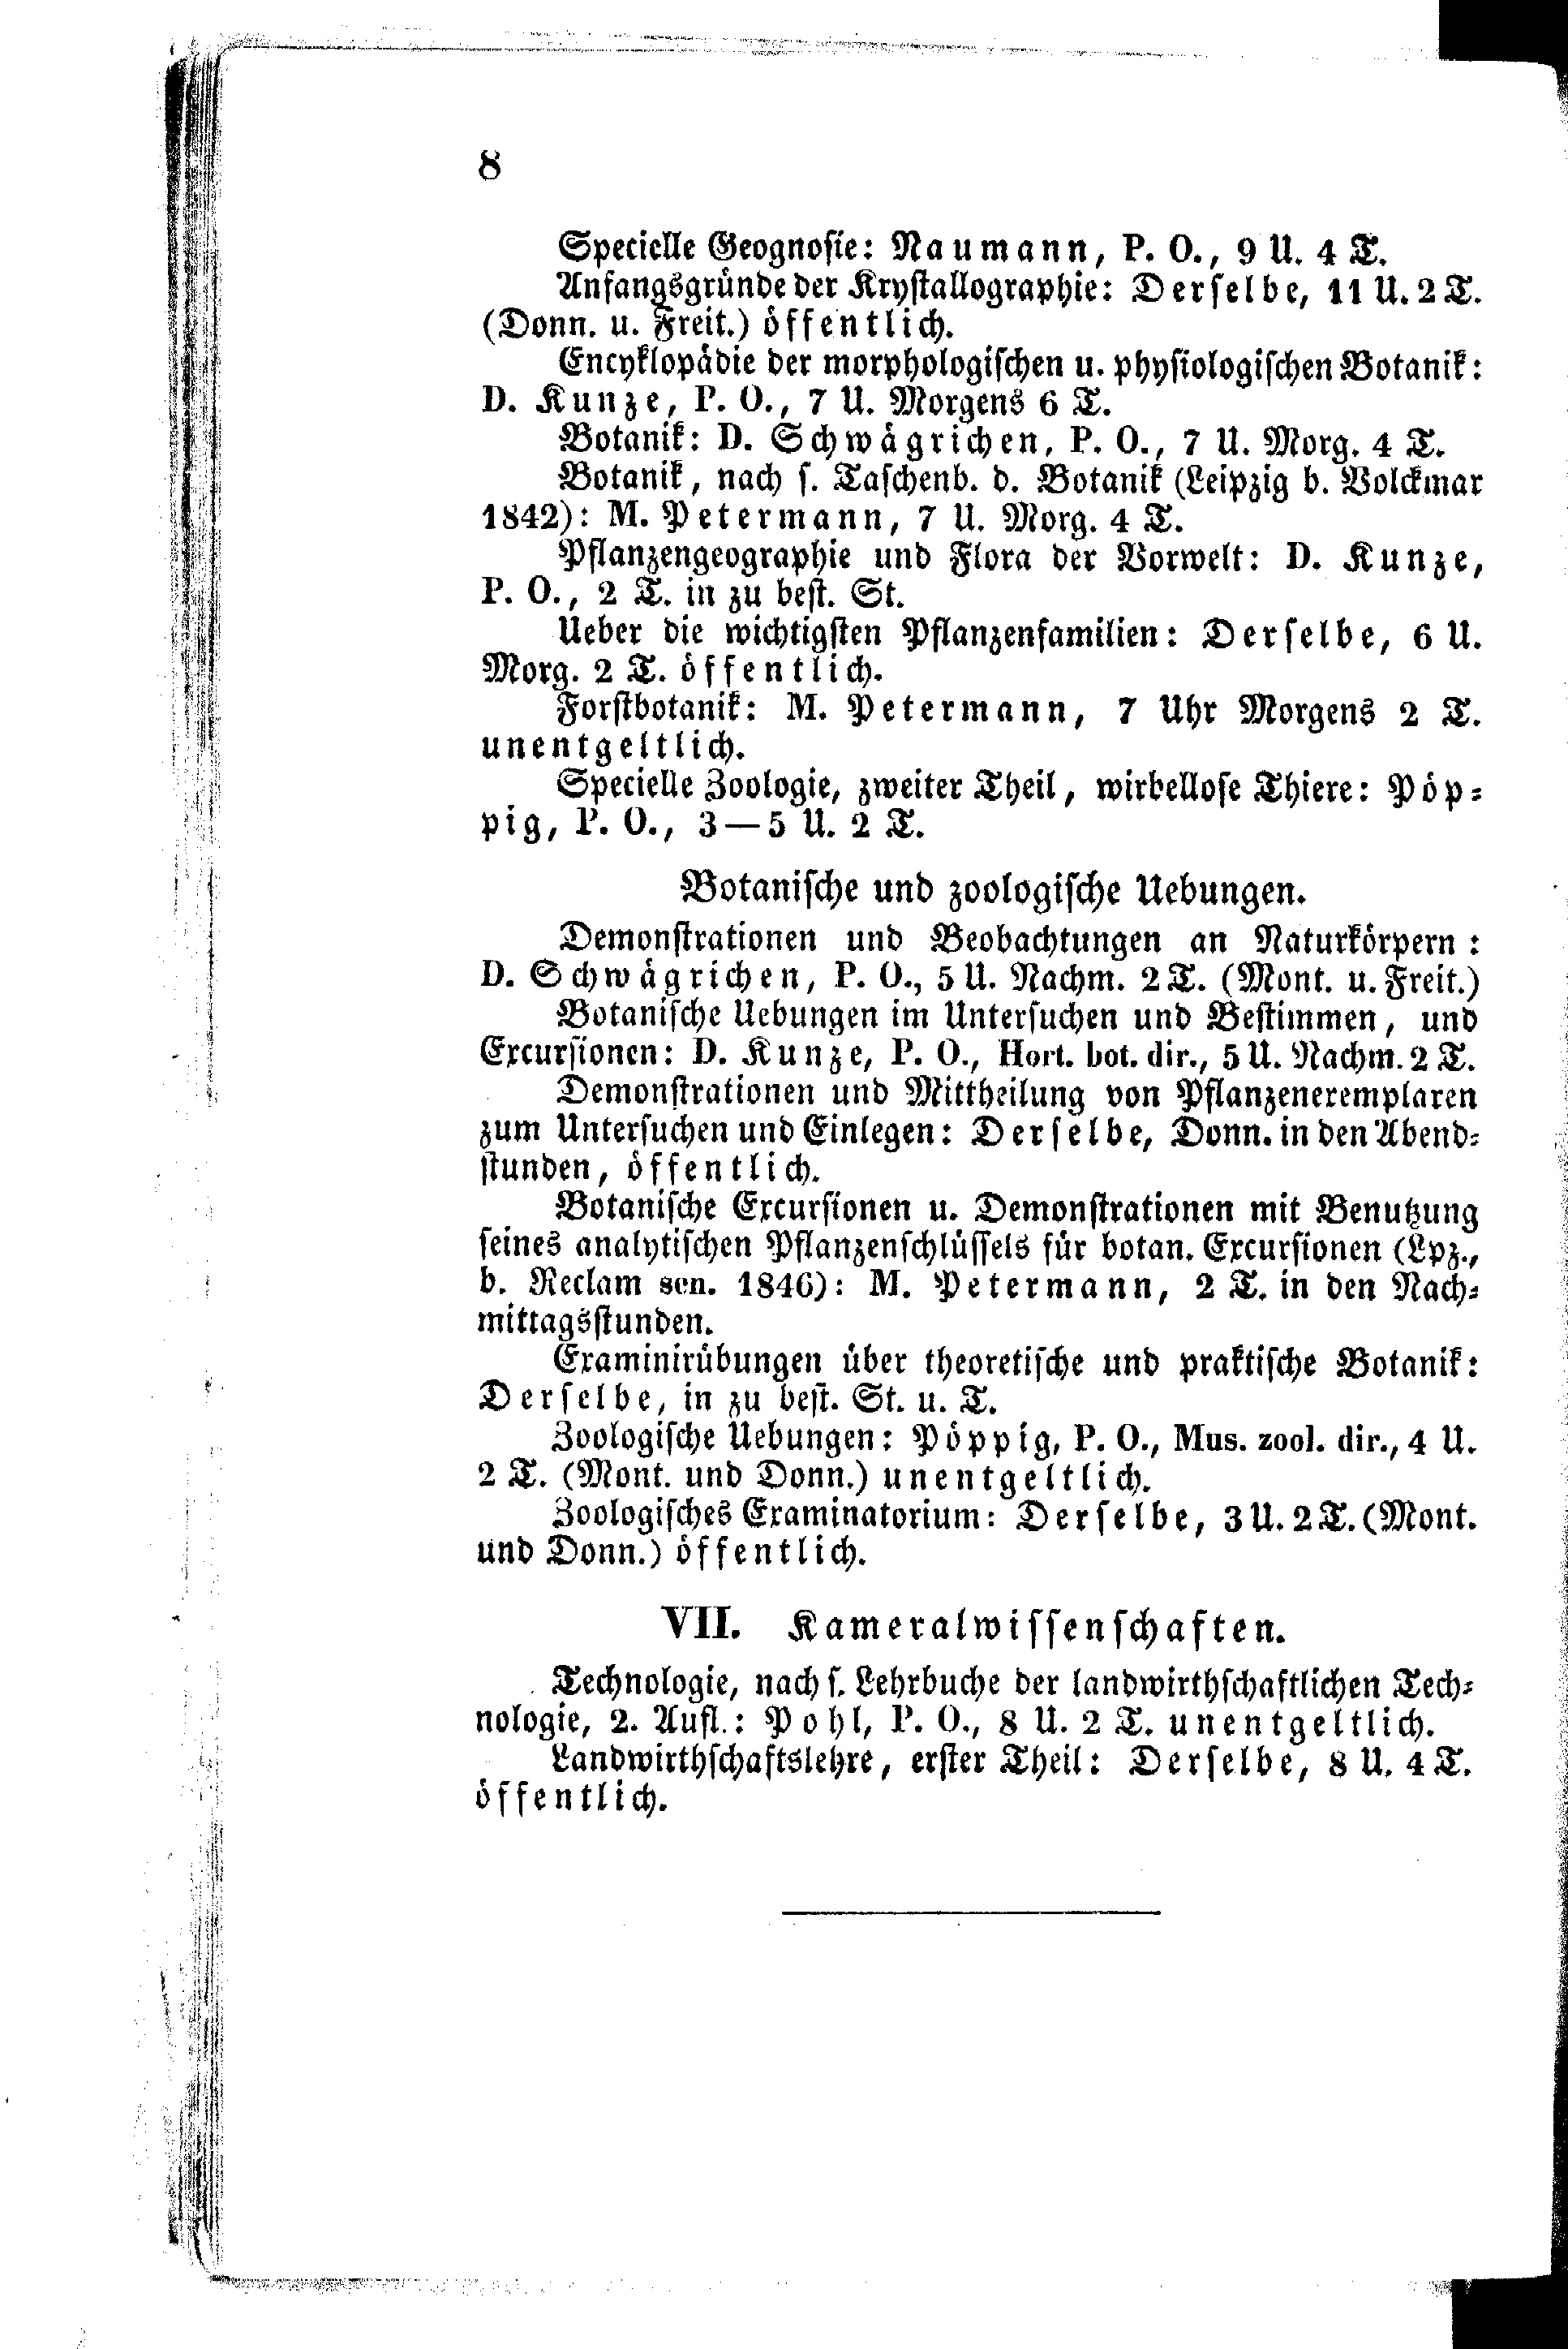 8
Specielle Geognosie: Naumann, P. O., 9 U. 4 T.
Anfangsgründe der Krystallographie: Derselbe, 11 U. 2 T.
(Donn. u. Freit.) öffentlich.
Encyklopädie der morphologischen u. physiologischen Botanik:
D. Kunze, P. O., 7 U. Morgens 6 T.
Botanik: D. Schwägrichen, P. O., 7 U. Morg. 4 T.
Botanik, nach s. Taschenb. d. Botanik (Leipzig b. Volckmar
1842): M. Petermann, 7 U. Morg. 4 T.
Pflanzengeographie und Flora der Vorwelt: D. Kunze,
P. O., 2 T. in zu best. St.
Ueber die wichtigsten Pflanzenfamilien: Derselbe, 6 U.
Morg. 2 T. öffentlich.
Forstbotanik: M. Petermann, 7 Uhr Morgens 2 T.
unentgeltlich.
Specielle Zoologie, zweiter Theil, wirbellose Thiere: Pöp-
pig, P. O., 3—5 U. 2 T.
Botanische und zoologische Uebungen.
Demonstrationen und Beobachtungen an Naturkörpern:
D. Schwägrichen, P. O., 5 U. Nachm. 2 T. (Mont. u. Freit.)
Botanische Uebungen im Untersuchen und Bestimmen, und
Excursionen: D. Kunze, P. O., Hort. bot. dir., 5 U. Nachm. 2 T.
Demonstrationen und Mittheilung von Pflanzenexemplaren
zum Untersuchen und Einlegen: Derselbe, Donn. in den Abend-
stunden, öffentlich.
Botanische Excursionen u. Demonstrationen mit Benutzung
seines analytischen Pflanzenschlüssels für botan. Excursionen (Lpz.,
b. Reclam sen. 1846): M. Petermann, 2 T. in den Nach-
mittagsstunden.
Examinirübungen über theoretische und praktische Botanik:
Derselbe, in zu best. St. u. T.
Zoologische Uebungen: Pöppig, P. O., Mus. zool. dir., 4 U.
2 T. (Mont. und Donn.) unentgeltlich.
Zoologisches Examinatorium: Derselbe, 3 U. 2 T. (Mont.
und Donn.) öffentlich.
VII. Kameralwissenschaften.
Technologie, nach s. Lehrbuche der landwirthschaftlichen Tech-
nologie, 2. Aufl.: Pohl, P. O., 8 U. 2 T. unentgeltlich.
Landwirthschaftslehre, erster Theil: Derselbe, 8 U. 4 T.
öffentlich.